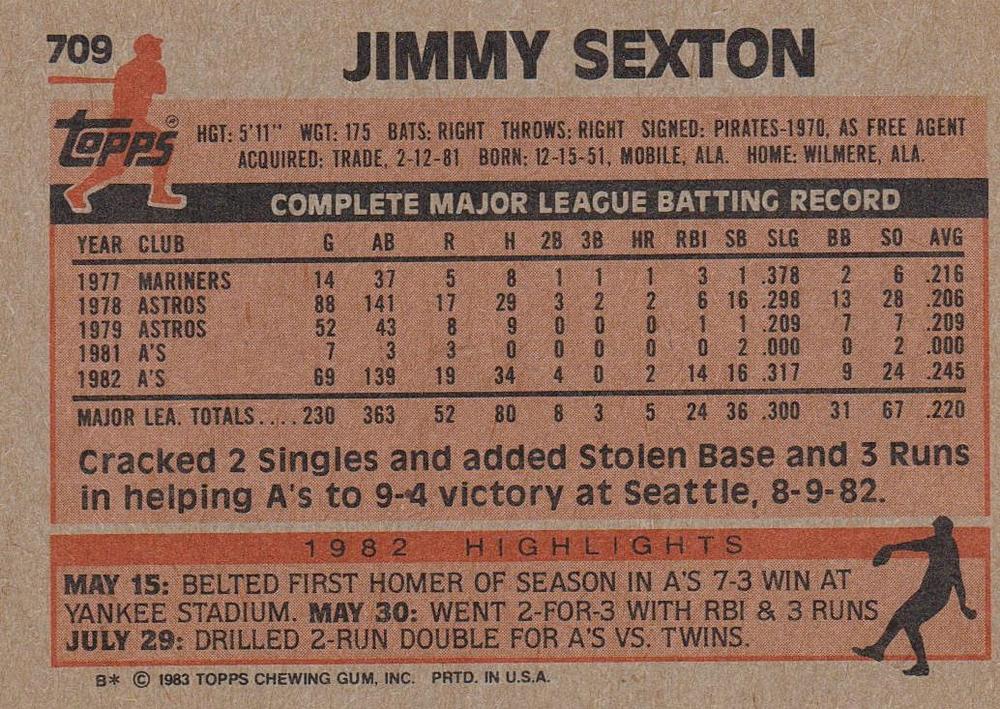 709
JIMMY SEXTON
Topps®
HGT: 5'11" WGT: 175 BATS: RIGHT THROWS: RIGHT SIGNED: PIRATES-1970, AS FREE AGENT
ACQUIRED: TRADE, 2-12-81 BORN: 12-15-51, MOBILE, ALA. HOME: WILMERE, ALA.
COMPLETE MAJOR LEAGUE BATTING RECORD
YEAR CLUB G AB R H 2B 3B HR RBI SB SLG BB SO AVG
1977 MARINERS 14 37 5 8 1 1 1 3 1 .378 2 6 .216
1978 ASTROS 88 141 17 29 3 2 2 6 16 .298 13 28 .206
1979 ASTROS 52 43 8 9 0 0 0 1 1 .209 7 7 .209
1981 A'S 7 3 3 0 0 0 0 0 2 .000 0 2 .000
1982 A'S 69 139 19 34 4 0 2 14 16 .317 9 24 .245
MAJOR LEA. TOTALS.... 230 363 52 80 8 3 5 24 36 .300 31 67 .220
Cracked 2 Singles and added Stolen Base and 3 Runs
in helping A's to 9-4 victory at Seattle, 8-9-82.
1982 HIGHLIGHTS
MAY 15: BELTED FIRST HOMER OF SEASON IN A'S 7-3 WIN AT
YANKEE STADIUM. MAY 30: WENT 2-FOR-3 WITH RBI & 3 RUNS
JULY 29: DRILLED 2-RUN DOUBLE FOR A'S VS. TWINS.
B* © 1983 TOPPS CHEWING GUM, INC. PRTD. IN U.S.A.